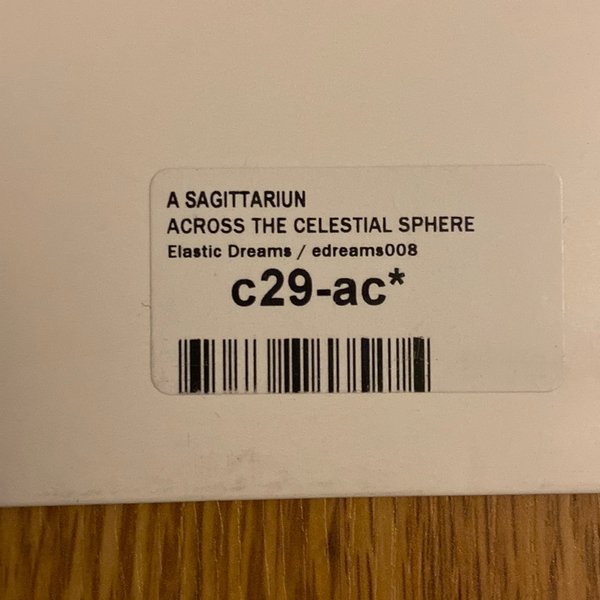 A SAGITTARIUN
ACROSS THE CELESTIAL SPHERE
Elastic Dreams / edreams008
c29-ac*